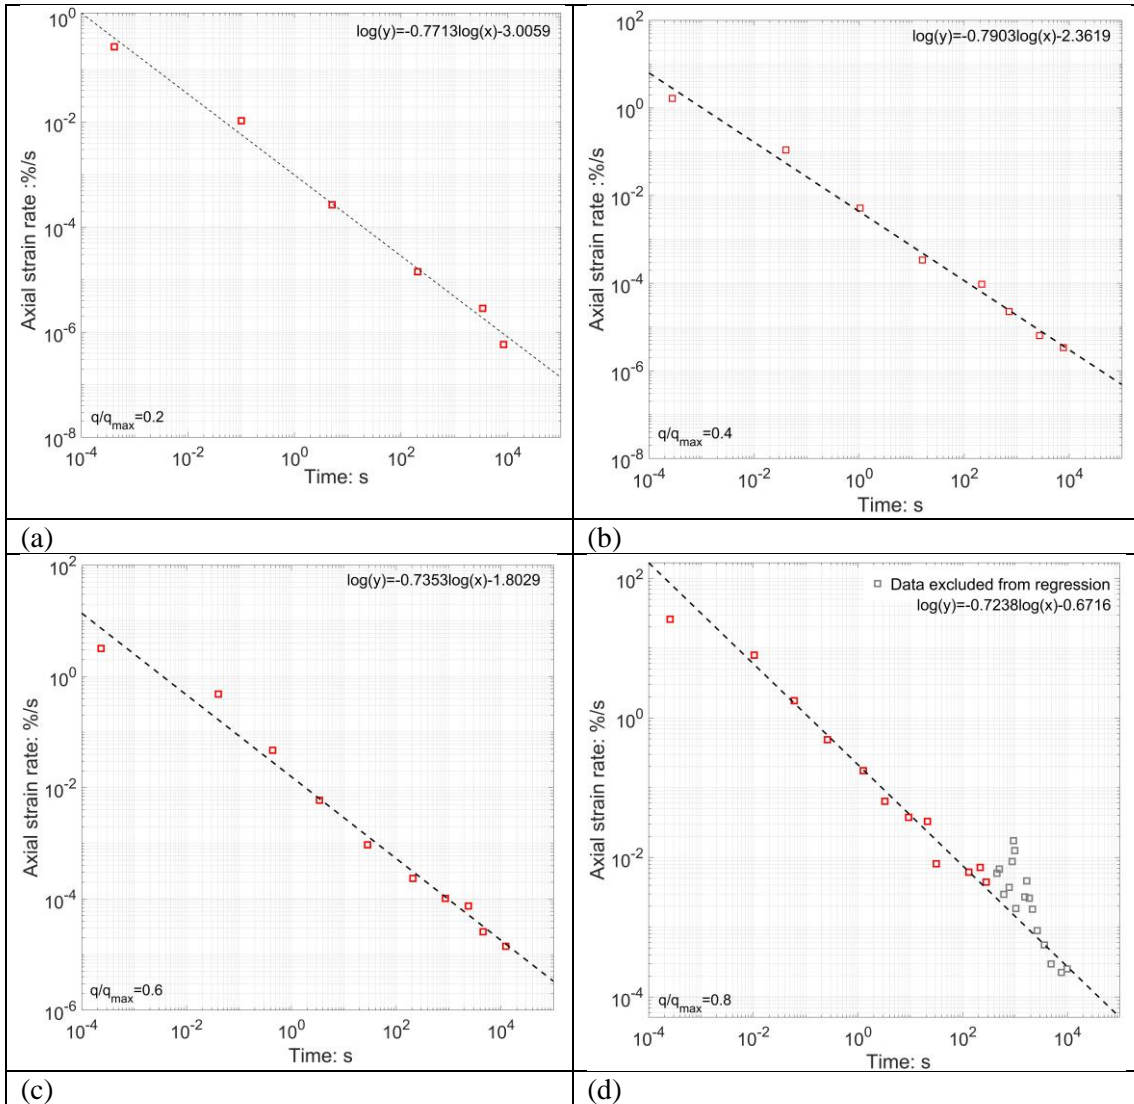 log(y)=-0.7713log(x)-3.0059
10^0
10^-2
10^-4
10^-6
10^-8
Axial strain rate :%/s
q/q_max=0.2
10^-4 10^-2 10^0 10^2 10^4
Time: s
(a)
log(y)=-0.7903log(x)-2.3619
10^2
10^0
10^-2
10^-4
10^-6
10^-8
Axial strain rate :%/s
q/q_max=0.4
10^-4 10^-2 10^0 10^2 10^4
Time: s
(b)
log(y)=-0.7353log(x)-1.8029
10^2
10^0
10^-2
10^-4
10^-6
Axial strain rate: %/s
q/q_max=0.6
10^-4 10^-2 10^0 10^2 10^4
Time: s
(c)
Data excluded from regression
log(y)=-0.7238log(x)-0.6716
10^2
10^0
10^-2
10^-4
Axial strain rate: %/s
q/q_max=0.8
10^-4 10^-2 10^0 10^2 10^4
Time: s
(d)